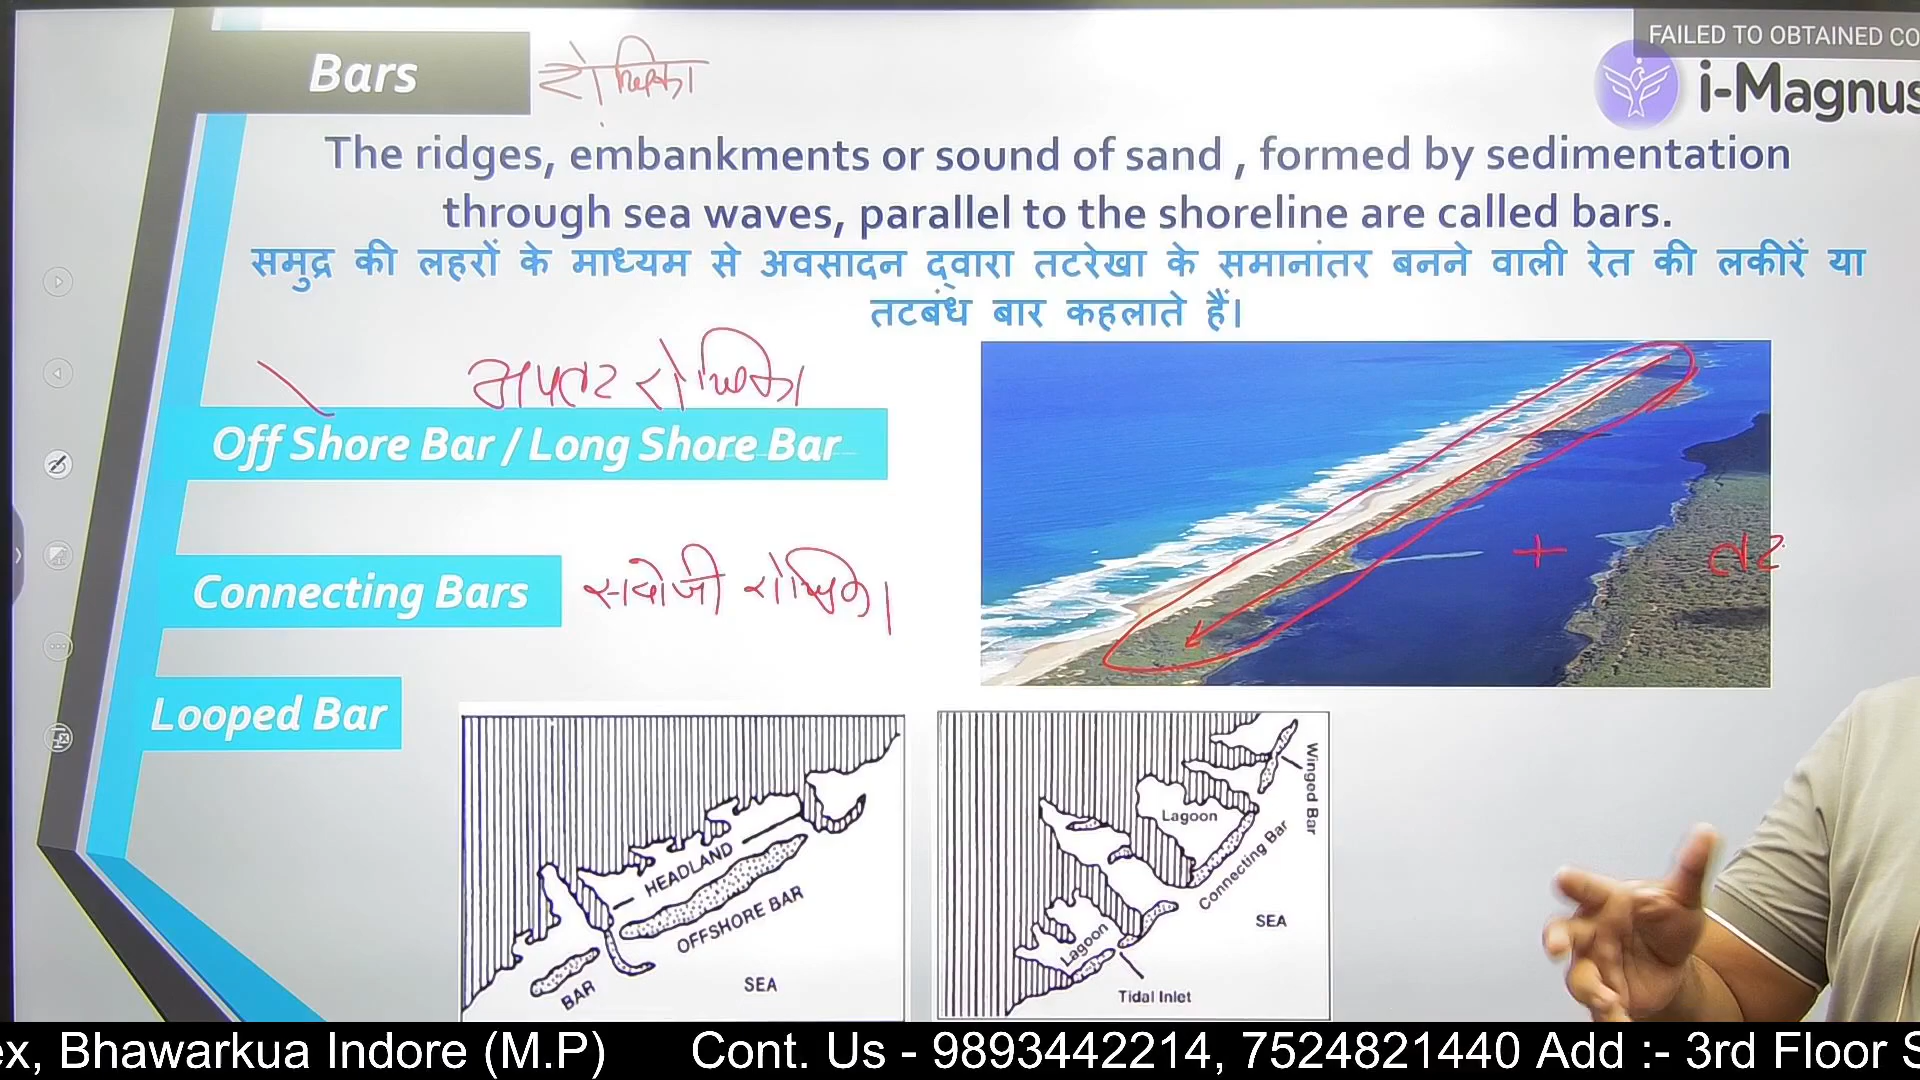 FAILED TO OBTAINED CO
Bars
रोधिका
i-Magnus
The ridges, embankments or sound of sand , formed by sedimentation
through sea waves, parallel to the shoreline are called bars.
समुद्र की लहरों के माध्यम से अवसादन द्वारा तटरेखा के समानांतर बनने वाली रेत की लकीरें या
तटबंध बार कहलाते हैं।
अपतट रोधिका
Off Shore Bar / Long Shore Bar
तट
Connecting Bars
रोधिका
Looped Bar
HEADLAND
OFFSHORE BAR
BAR
SEA
Winged Bar
Lagoon
Connecting Bar
SEA
Lagoon
Tidal Inlet
ex, Bhawarkua Indore (M.P) Cont. Us - 9893442214, 7524821440 Add :- 3rd Floor S